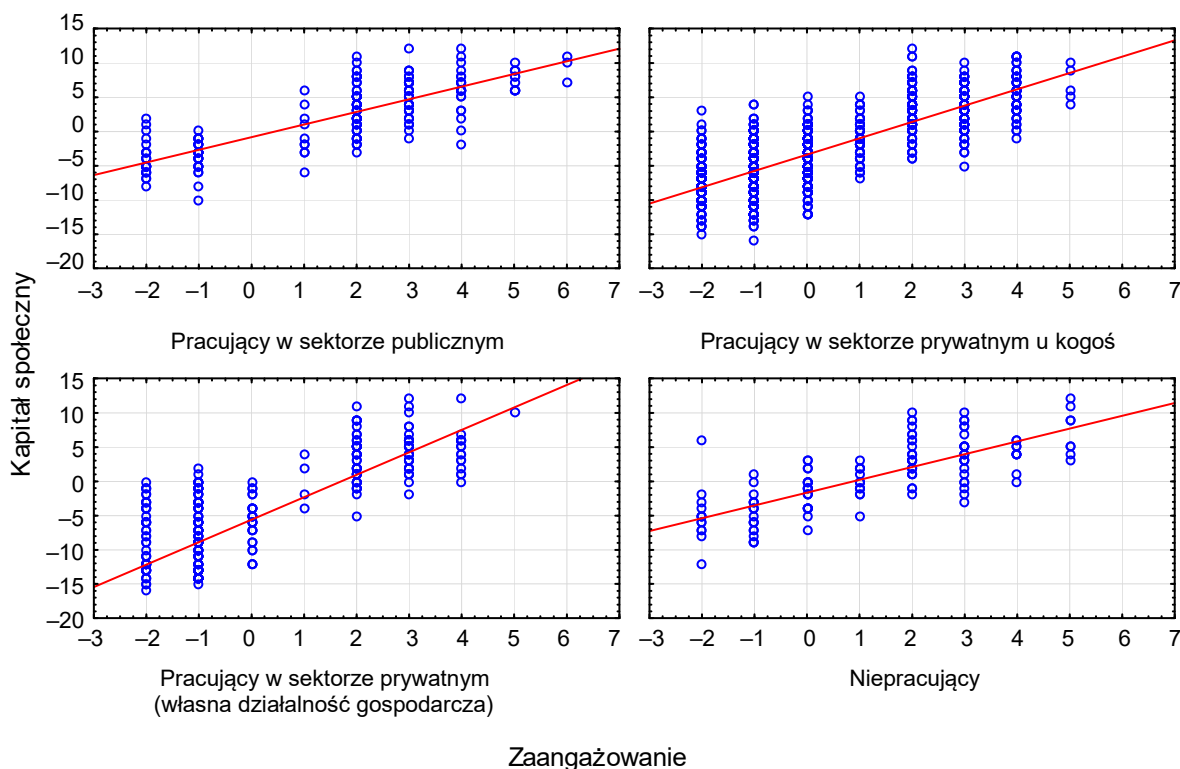 15
10
5
0
–5
–10
–15
–20
–3 –2 –1 0 1 2 3 4 5 6 7
–3 –2 –1 0 1 2 3 4 5 6 7
Pracujący w sektorze publicznym
Pracujący w sektorze prywatnym u kogoś
Kapitał społeczny
15
10
5
0
–5
–10
–15
–20
–3 –2 –1 0 1 2 3 4 5 6 7
–3 –2 –1 0 1 2 3 4 5 6 7
Pracujący w sektorze prywatnym
(własna działalność gospodarcza)
Niepracujący
Zaangażowanie